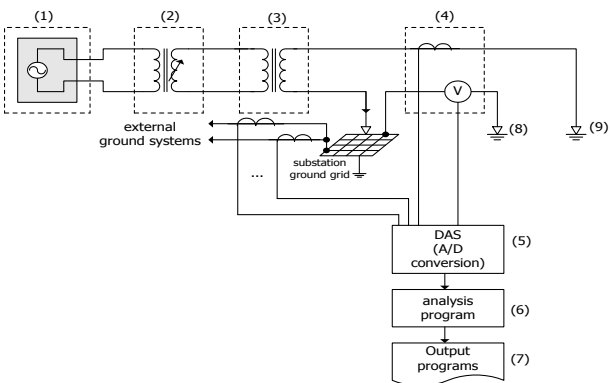 (1)
(2)
(3)
(4)
V
(8)
(9)
external
ground systems
...
substation
ground grid
DAS
(A/D
conversion)
(5)
analysis
program
(6)
Output
programs
(7)